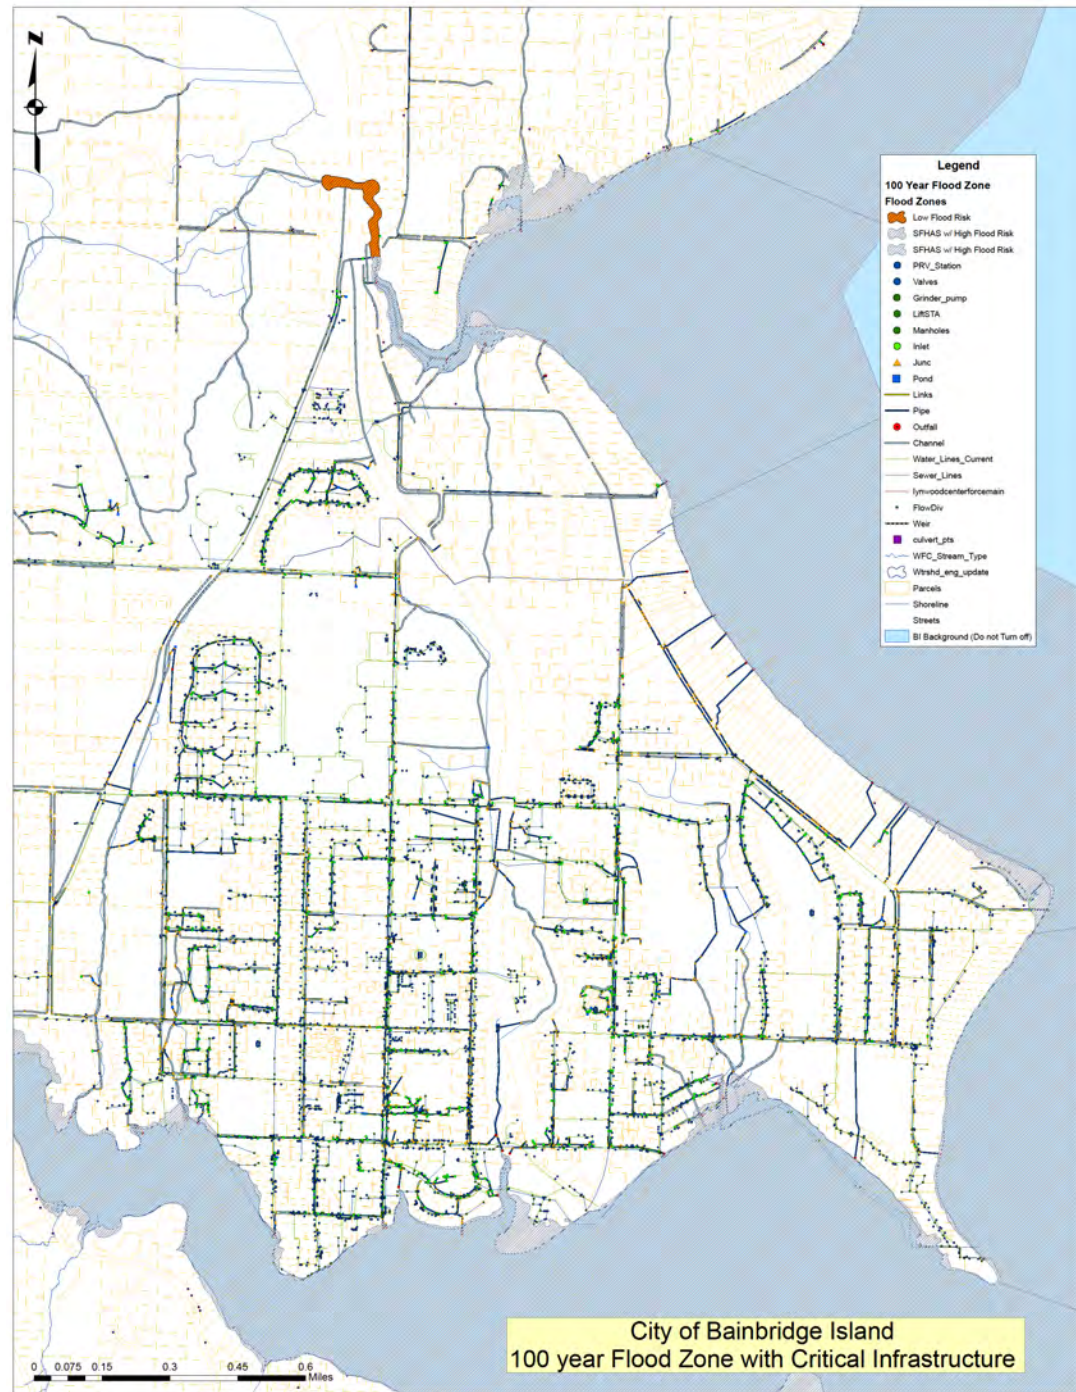 N
Legend
100 Year Flood Zone
Flood Zones
Low Flood Risk
SFHAS w/ High Flood Risk
SFHAS w/ High Flood Risk
PRV_Station
Valves
Grinder_pump
LiftSTA
Manholes
Inlet
Junc
Pond
Links
Pipe
Outfall
Channel
Water_Lines_Current
Sewer_Lines
lynwoodcenterforcemain
FlowDiv
Weir
culvert_pts
WFC_Stream_Type
Wtrshd_eng_update
Parcels
Shoreline
Streets
BI Background (Do not Turn off)
City of Bainbridge Island
100 year Flood Zone with Critical Infrastructure
0 0.075 0.15 0.3 0.45 0.6
Miles